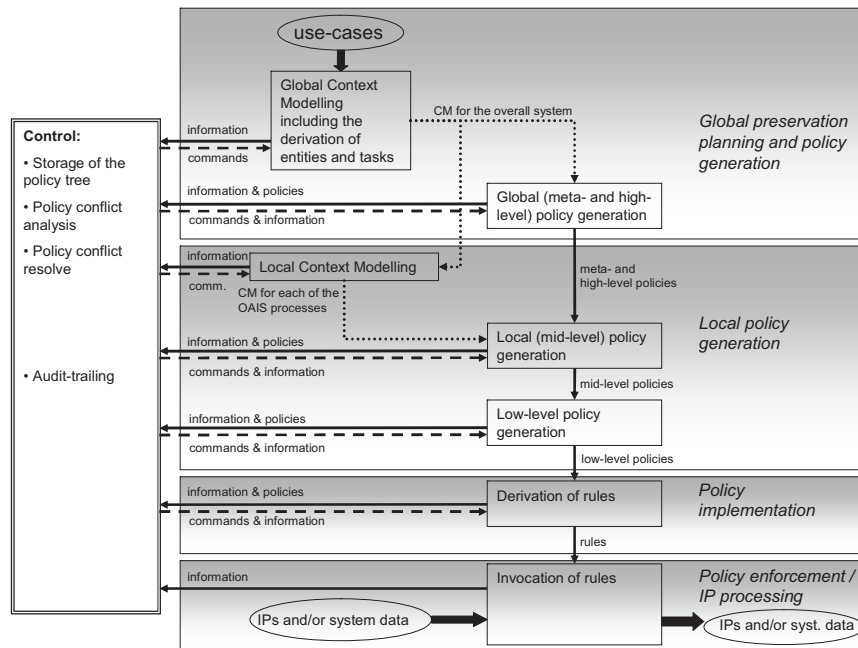 use-cases
Global Context
Modelling
including the
derivation of
entities and tasks
CM for the overall system
Global preservation
planning and policy
generation
Control:
• Storage of the
policy tree
• Policy conflict
analysis
• Policy conflict
resolve
• Audit-trailing
information
commands
information & policies
commands & information
Global (meta- and high-
level) policy generation
information
comm.
Local Context Modelling
CM for each of the
OAIS processes
meta- and
high-level policies
Local policy
generation
information & policies
commands & information
Local (mid-level) policy
generation
mid-level policies
information & policies
commands & information
Low-level policy
generation
low-level policies
information & policies
commands & information
Derivation of rules
Policy
implementation
rules
information
Invocation of rules
Policy enforcement /
IP processing
IPs and/or system data
IPs and/or syst. data